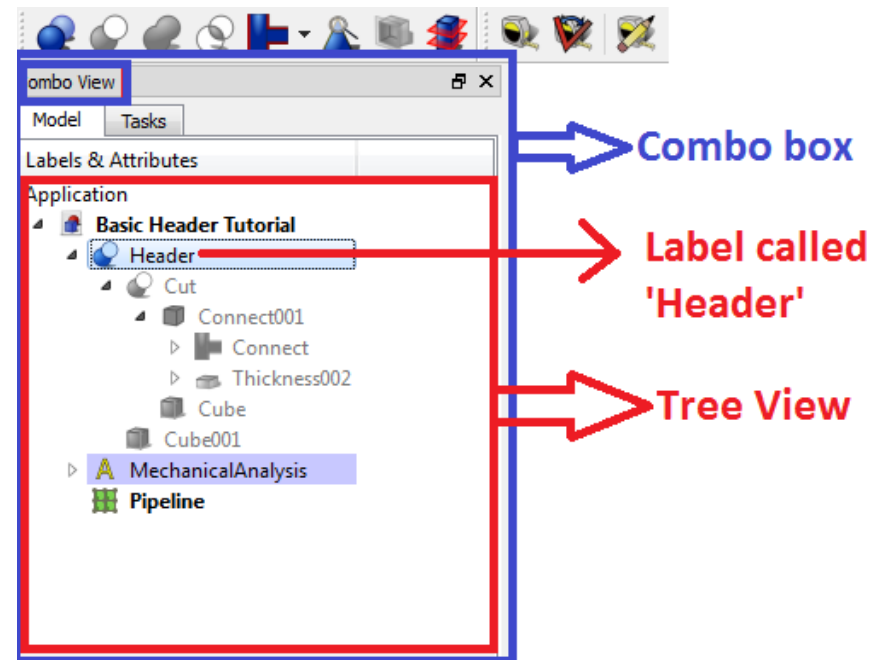 ombo View
Model Tasks
Labels & Attributes
Application
Basic Header Tutorial
Header
Cut
Connect001
Connect
Thickness002
Cube
Cube001
MechanicalAnalysis
Pipeline
Combo box
Label called
'Header'
Tree View